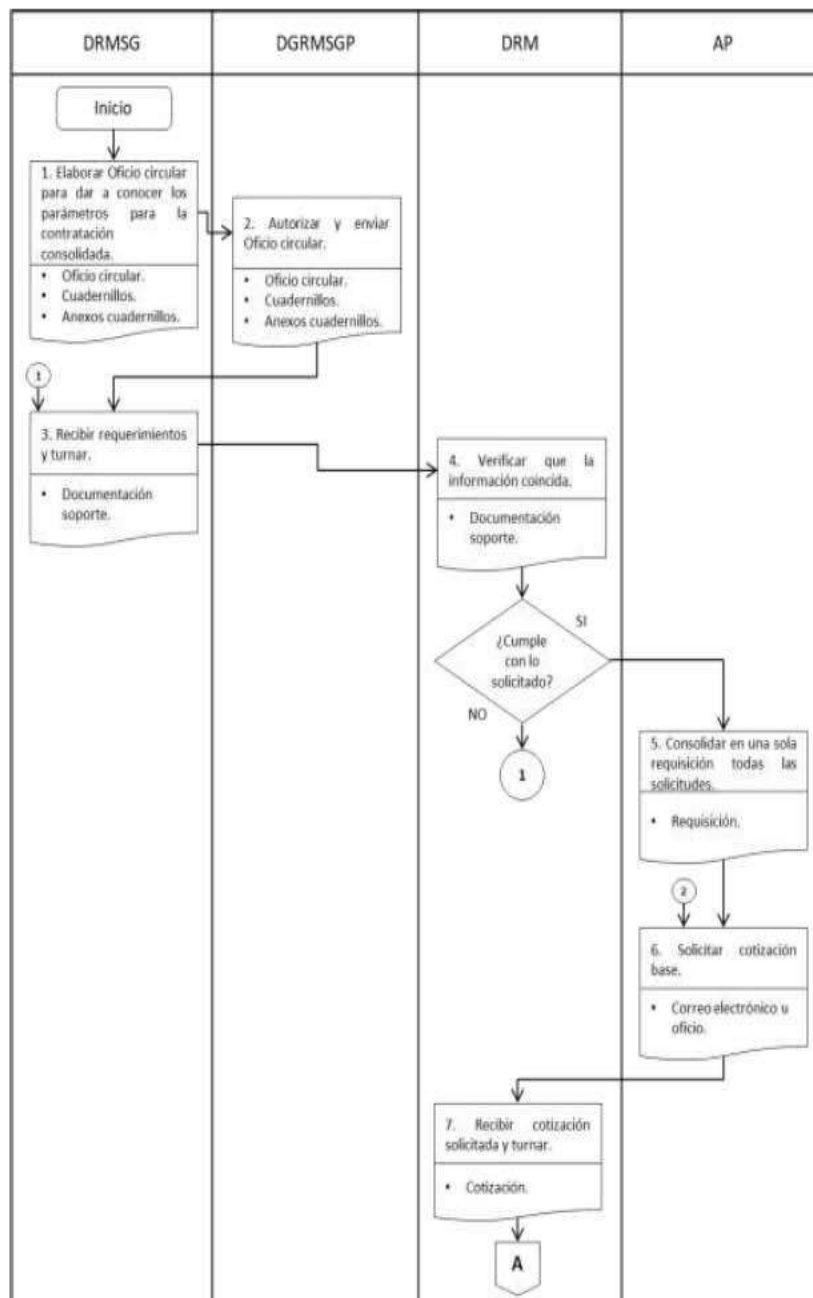 DRMSG
DGRMSGP
DRM
AP
Inicio
1. Elaborar Oficio circular
para dar a conocer los
parámetros para la
contratación
consolidada.
• Oficio circular.
• Cuadernillos.
• Anexos cuadernillos.
2. Autorizar y enviar
Oficio circular.
• Oficio circular.
• Cuadernillos.
• Anexos cuadernillos.
1
3. Recibir requerimientos
y turnar.
• Documentación
soporte.
4. Verificar que la
información coincida.
• Documentación
soporte.
¿Cumple
con lo
solicitado?
SI
NO
1
5. Consolidar en una sola
requisición todas las
solicitudes.
• Requisición.
2
6. Solicitar cotización
base.
• Correo electrónico u
oficio.
7. Recibir cotización
solicitada y turnar.
• Cotización.
A